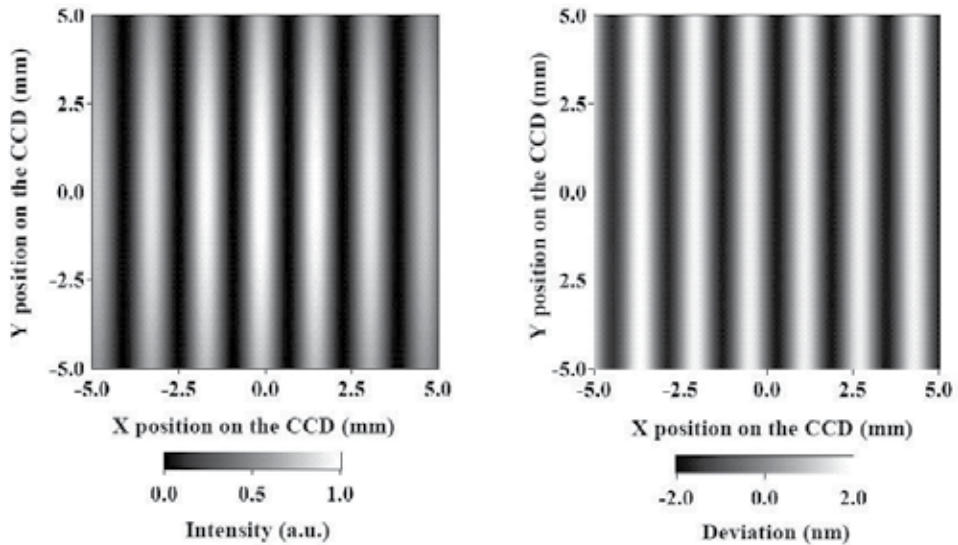 Y position on the CCD (mm)
5.0
2.5
0.0
-2.5
-5.0
-5.0 -2.5 0.0 2.5 5.0
X position on the CCD (mm)
0.0 0.5 1.0
Intensity (a.u.)
Y position on the CCD (mm)
5.0
2.5
0.0
2.5
-5.0
-5.0 -2.5 0.0 2.5 5.0
X position on the CCD (mm)
-2.0 0.0 2.0
Deviation (nm)